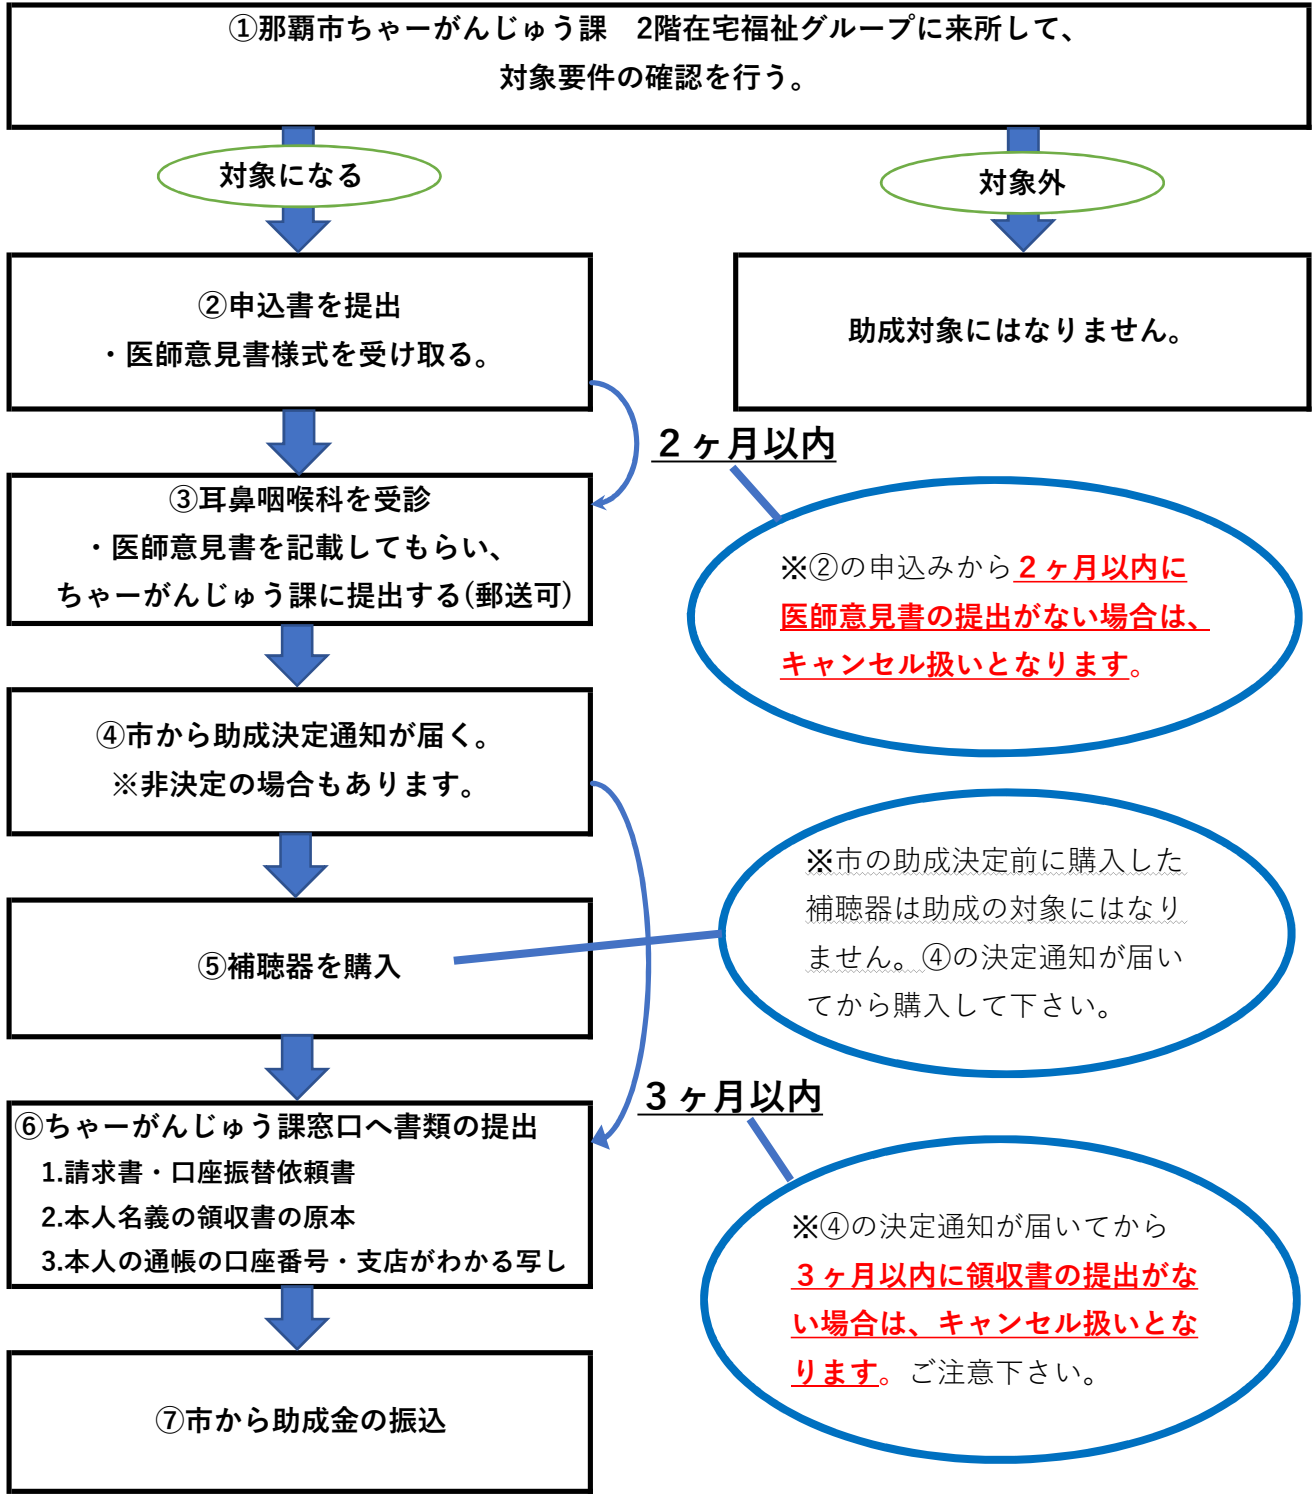 ①那覇市ちゃーがんじゅう課　2階在宅福祉グループに来所して、
対象要件の確認を行う。
対象になる
対象外
②申込書を提出
・医師意見書様式を受け取る。
助成対象にはなりません。
２ヶ月以内
③耳鼻咽喉科を受診
・医師意見書を記載してもらい、
ちゃーがんじゅう課に提出する(郵送可)
※②の申込みから２ヶ月以内に
医師意見書の提出がない場合は、
キャンセル扱いとなります。
④市から助成決定通知が届く。
※非決定の場合もあります。
※市の助成決定前に購入した
補聴器は助成の対象にはなり
ません。④の決定通知が届い
てから購入して下さい。
⑤補聴器を購入
３ヶ月以内
⑥ちゃーがんじゅう課窓口へ書類の提出
1.請求書・口座振替依頼書
2.本人名義の領収書の原本
3.本人の通帳の口座番号・支店がわかる写し
※④の決定通知が届いてから
３ヶ月以内に領収書の提出がな
い場合は、キャンセル扱いとな
ります。ご注意下さい。
⑦市から助成金の振込